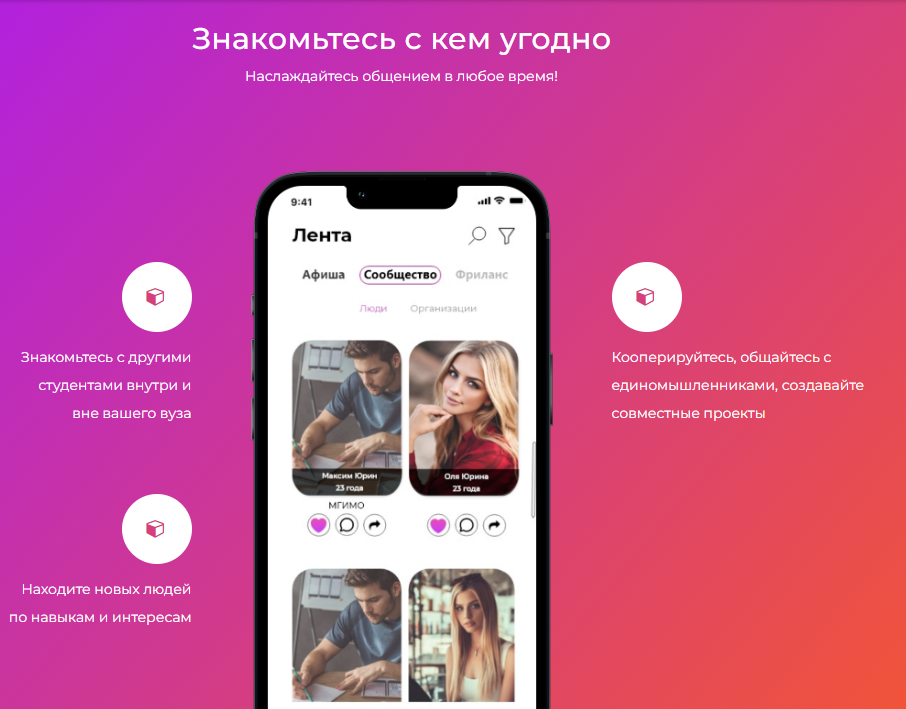 Знакомьтесь с кем угодно
Наслаждайтесь общением в любое время!
9:41
Лента
Афиша Сообщество Фриланс
Люди Организации
Знакомьтесь с другими
студентами внутри и
вне вашего вуза
Кооперируйтесь, общайтесь с
единомышленниками, создавайте
совместные проекты
Максим Юрин
23 года
МГИМО
Оля Юрина
23 года
Находите новых людей
по навыкам и интересам